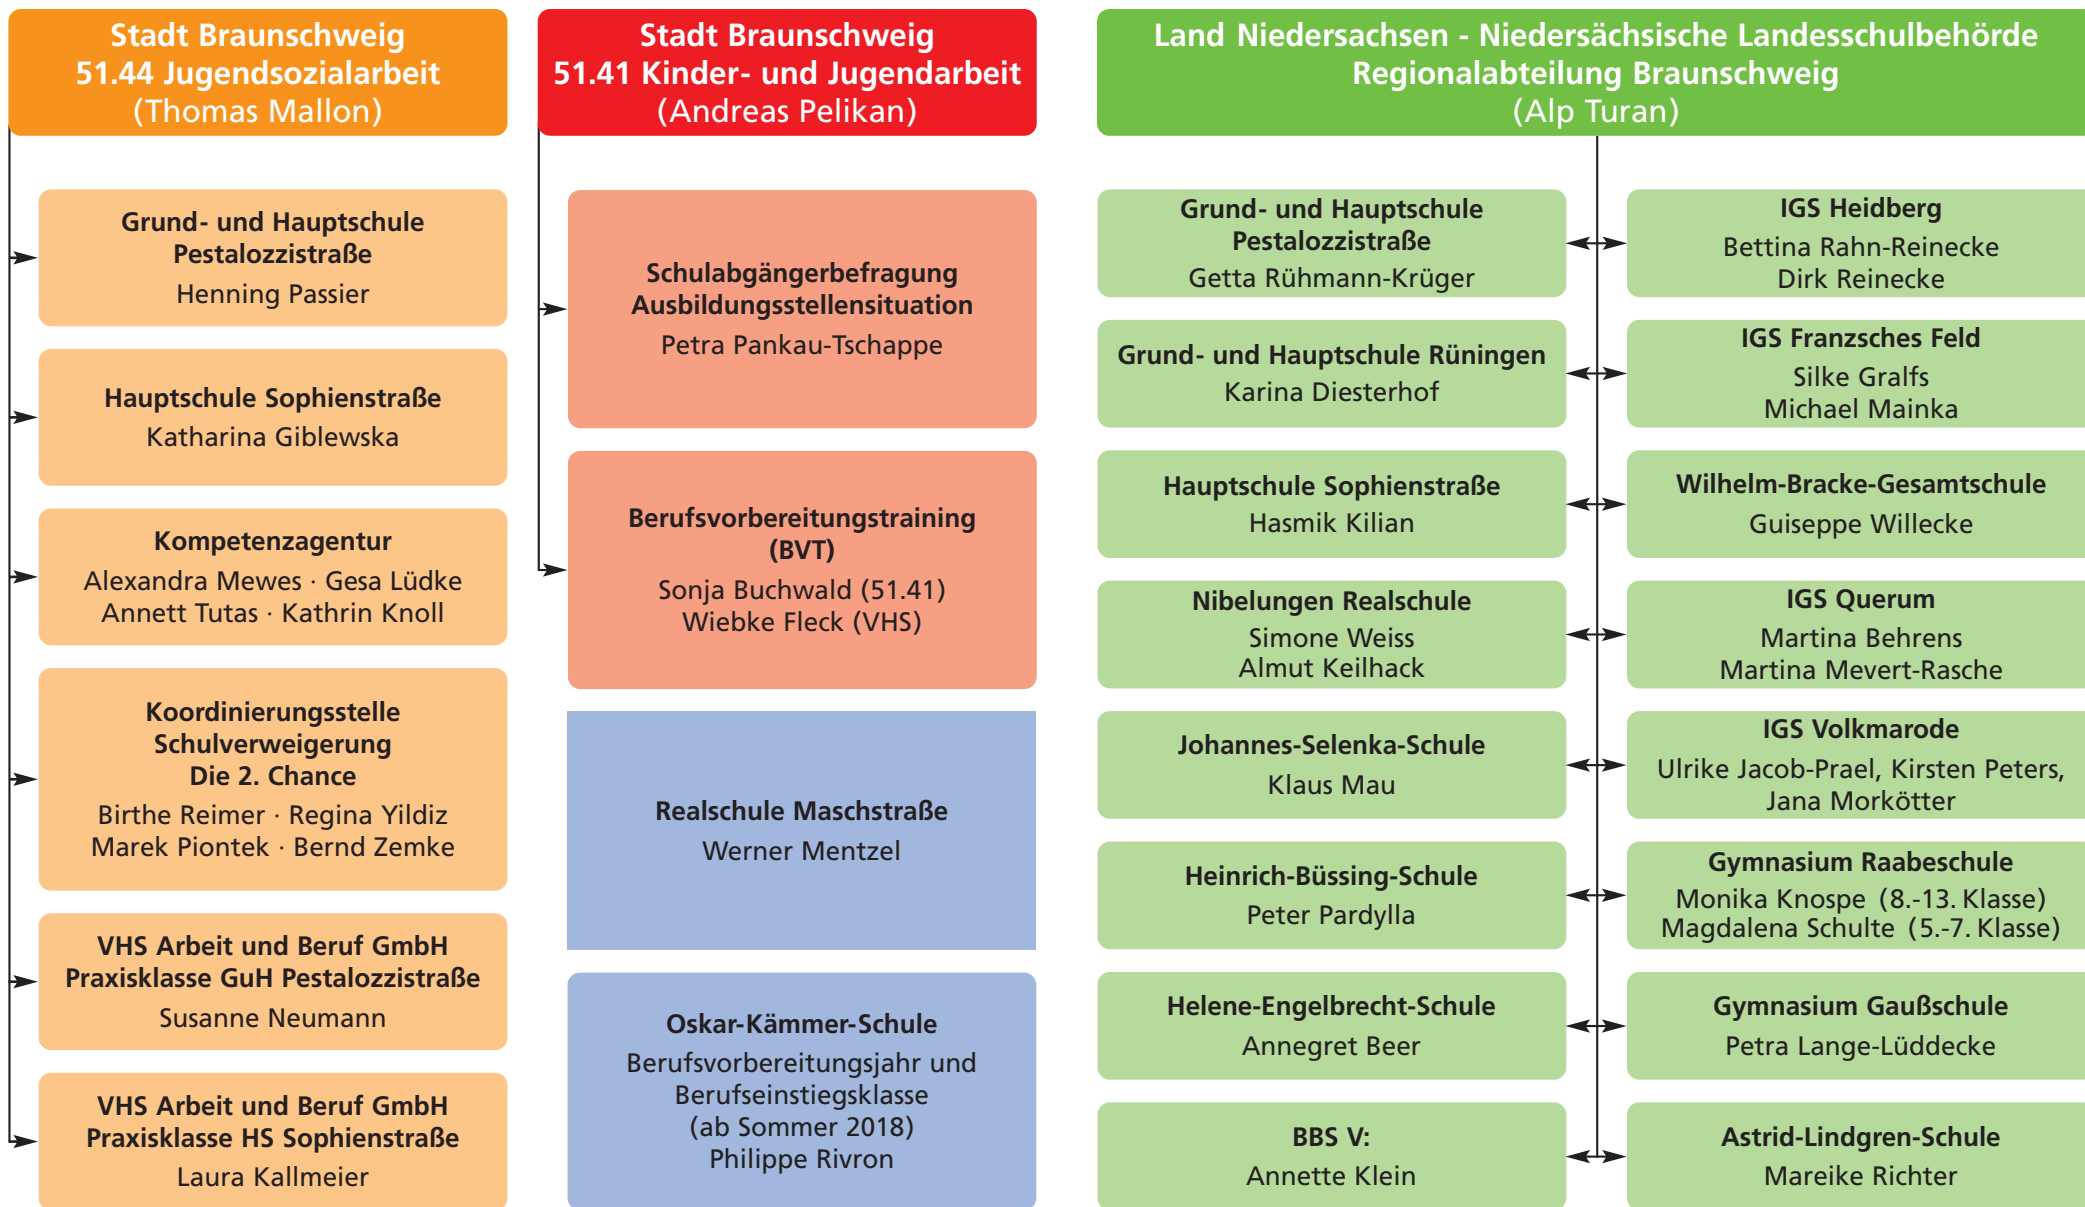 Stadt Braunschweig
51.44 Jugendsozialarbeit
(Thomas Mallon)
Grund- und Hauptschule
Pestalozzistraße
Henning Passier
Hauptschule Sophienstraße
Katharina Giblewska
Kompetenzagentur
Alexandra Mewes · Gesa Lüdke
Annett Tutas · Kathrin Knoll
Koordinierungsstelle
Schulverweigerung
Die 2. Chance
Birthe Reimer · Regina Yildiz
Marek Piontek · Bernd Zemke
VHS Arbeit und Beruf GmbH
Praxisklasse GuH Pestalozzistraße
Susanne Neumann
VHS Arbeit und Beruf GmbH
Praxisklasse HS Sophienstraße
Laura Kallmeier
Stadt Braunschweig
51.41 Kinder- und Jugendarbeit
(Andreas Pelikan)
Schulabgängerbefragung
Ausbildungsstellensituation
Petra Pankau-Tschappe
Berufsvorbereitungstraining
(BVT)
Sonja Buchwald (51.41)
Wiebke Fleck (VHS)
Realschule Maschstraße
Werner Mentzel
Oskar-Kämmer-Schule
Berufsvorbereitungsjahr und
Berufseinstiegsklasse
(ab Sommer 2018)
Philippe Rivron
Land Niedersachsen - Niedersächsische Landesschulbehörde
Regionalabteilung Braunschweig
(Alp Turan)
Grund- und Hauptschule
Pestalozzistraße
Getta Rühmann-Krüger
Grund- und Hauptschule Rüningen
Karina Diesterhof
Hauptschule Sophienstraße
Hasmik Kilian
Nibelungen Realschule
Simone Weiss
Almut Keilhack
Johannes-Selenka-Schule
Klaus Mau
Heinrich-Büssing-Schule
Peter Pardylla
Helene-Engelbrecht-Schule
Annegret Beer
BBS V:
Annette Klein
IGS Heidberg
Bettina Rahn-Reinecke
Dirk Reinecke
IGS Franzsches Feld
Silke Gralfs
Michael Mainka
Wilhelm-Bracke-Gesamtschule
Guiseppe Willecke
IGS Querum
Martina Behrens
Martina Mevert-Rasche
IGS Volkmarode
Ulrike Jacob-Prael, Kirsten Peters,
Jana Morkötter
Gymnasium Raabeschule
Monika Knospe (8.-13. Klasse)
Magdalena Schulte (5.-7. Klasse)
Gymnasium Gaußschule
Petra Lange-Lüddecke
Astrid-Lindgren-Schule
Mareike Richter